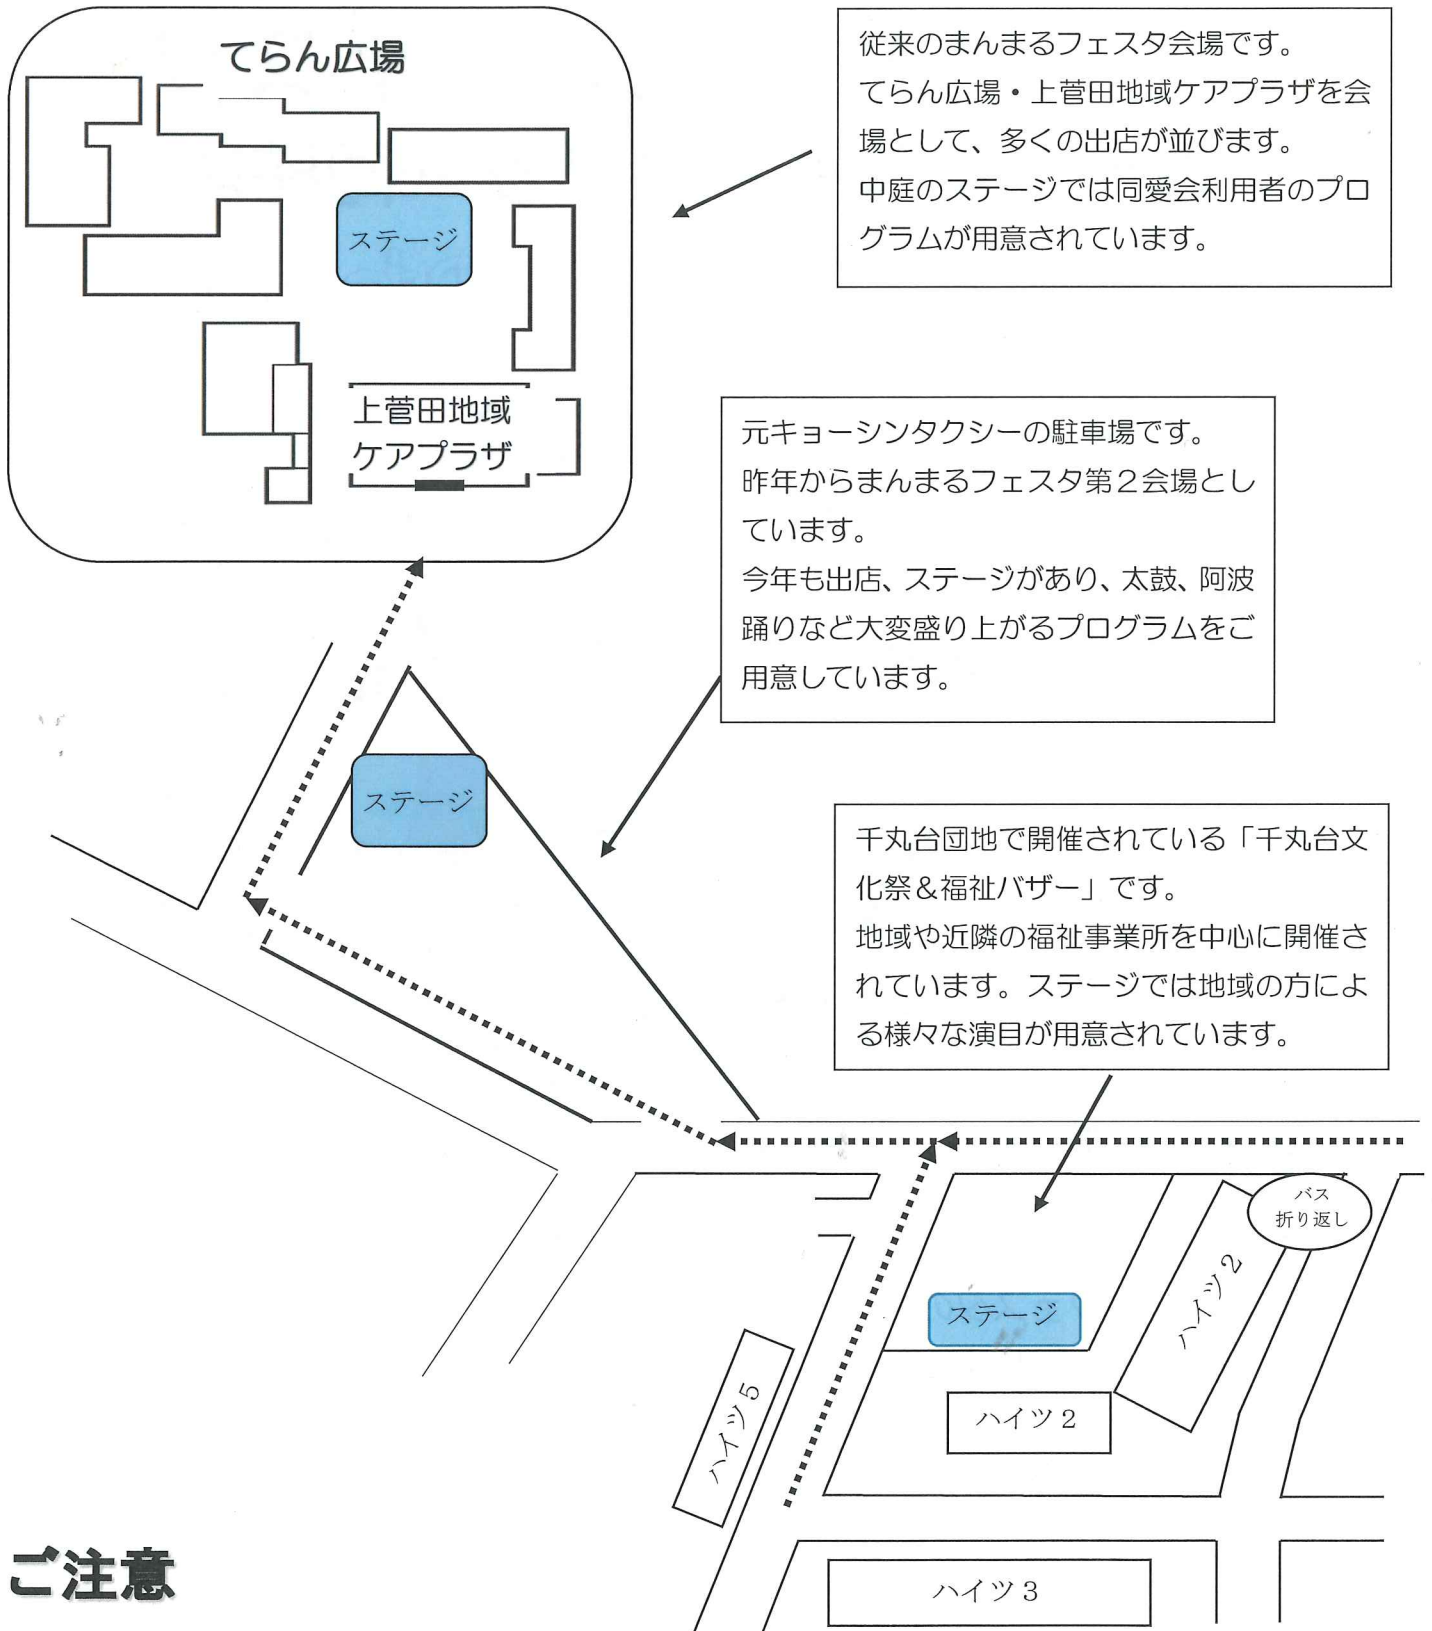 てらん広場
ステージ
上菅田地域
ケアプラザ
従来のまんまるフェスタ会場です。
てらん広場・上菅田地域ケアプラザを会
場として、多くの出店が並びます。
中庭のステージでは同愛会利用者のプロ
グラムが用意されています。
元キョーシンタクシーの駐車場です。
昨年からまんまるフェスタ第２会場とし
ています。
今年も出店、ステージがあり、太鼓、阿波
踊りなど大変盛り上がるプログラムをご
用意しています。
ステージ
千丸台団地で開催されている「千丸台文
化祭＆福祉バザー」です。
地域や近隣の福祉事業所を中心に開催さ
れています。ステージでは地域の方によ
る様々な演目が用意されています。
バス
折り返し
ハイツ２
ステージ
ハイツ５
ハイツ２
ハイツ３
ご注意